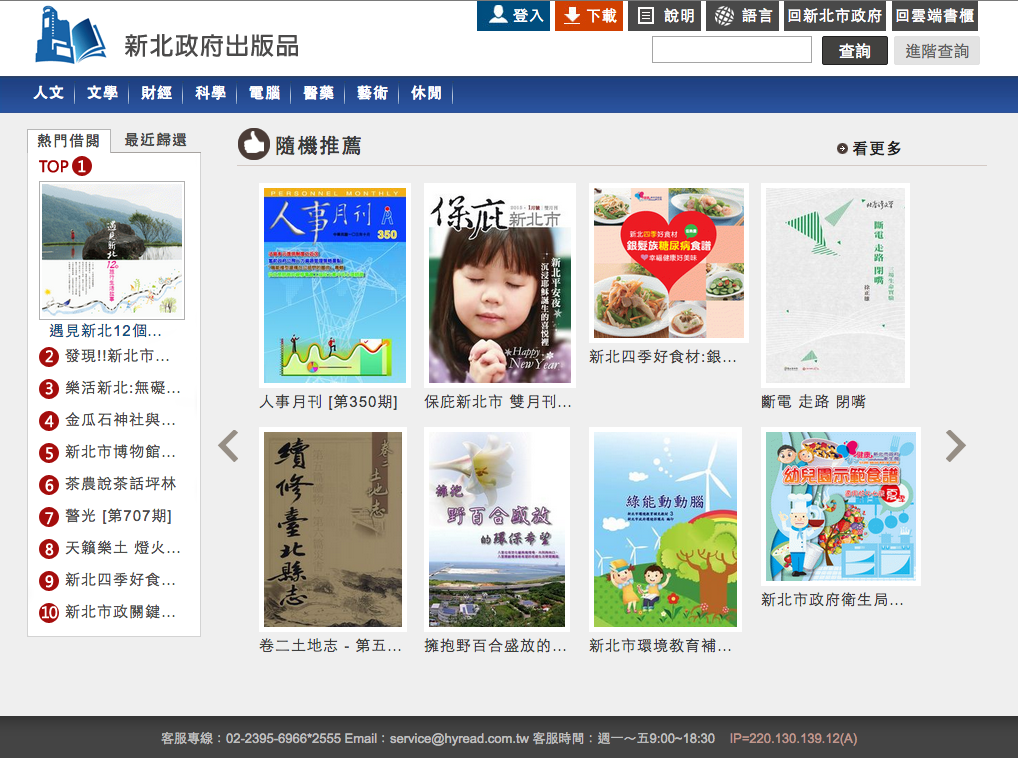 登入 下載 說明 語言 回新北市政府 回雲端書櫃
新北政府出版品
查詢 進階查詢
人文 文學 財經 科學 電腦 醫藥 藝術 休閒
熱門借閱 最近歸還
TOP 1
遇見新北
12個
遇見新北12個...
2 發現!!新北市...
3 樂活新北:無礙...
4 金瓜石神社與...
5 新北市博物館...
6 茶農說茶話坪林
7 警光 [第707期]
8 天籟樂土 燈火...
9 新北四季好食...
10 新北市政關鍵...
隨機推薦
看更多
PERSONNEL MONTHLY
人事月刊
350
人事月刊 [第350期]
保庇
新北市
新北平安夜
沉浸耶穌誕生的喜悅裡
Happy
New Year
保庇新北市 雙月刊...
新北四季好食材
銀髮族糖尿病食譜
幸福健康好美味
新北四季好食材:銀...
斷電 走路 閉嘴
斷電 走路 閉嘴
續修臺北縣志
卷二 土地志
卷二土地志 - 第五...
擁抱
野百合盛放
的環保希望
擁抱野百合盛放的...
綠能動動腦
新北市環境教育補...
幼兒園示範食譜
新北市政府衛生局...
客服專線：02-2395-6966*2555 Email：service@hyread.com.tw 客服時間：週一～五9:00~18:30 IP=220.130.139.12(A)